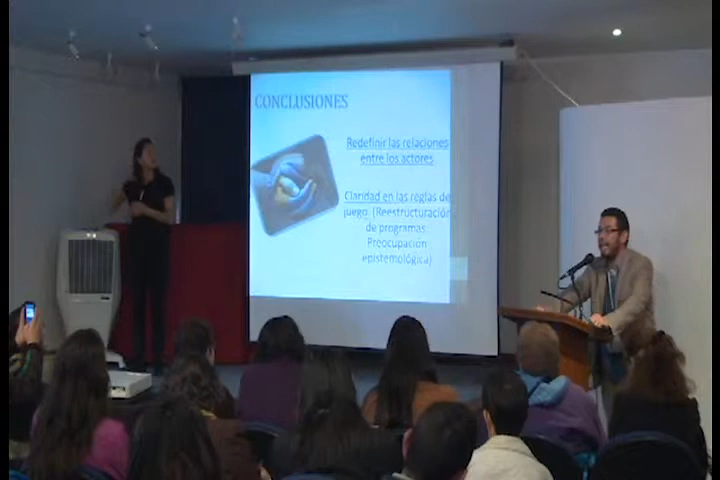 CONCLUSIONES
Redefinir las relaciones
entre los actores
Claridad en las reglas de
juego. (Reestructuración
de programas.
Preocupación
epistemológica)